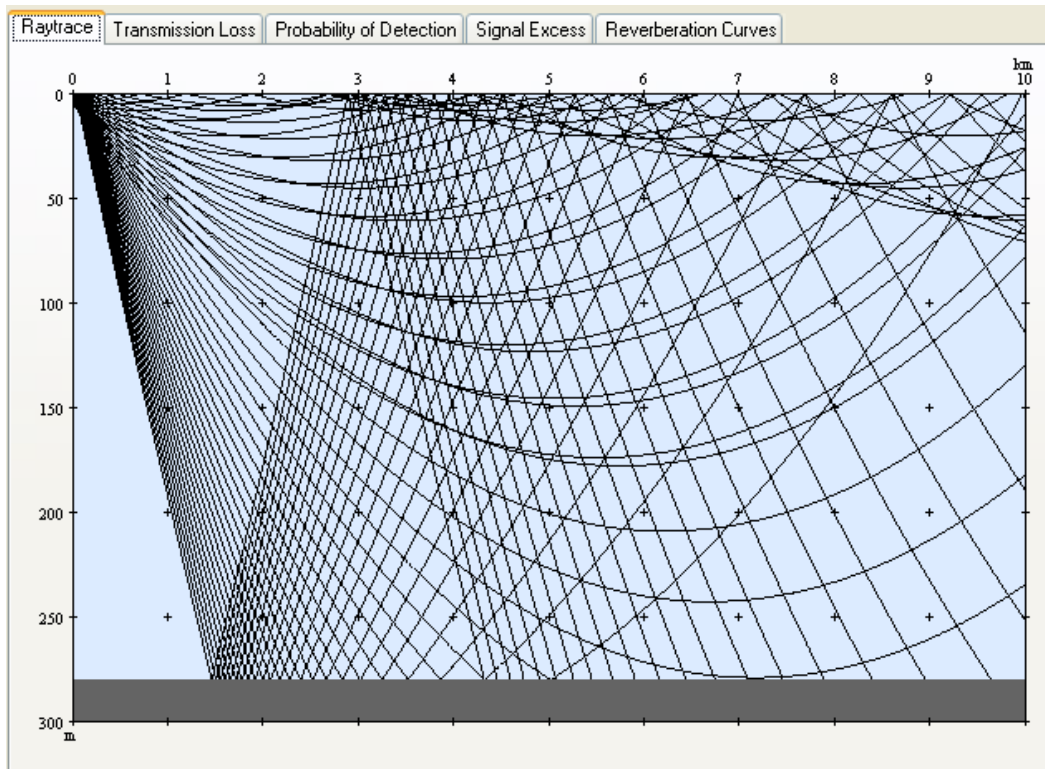 Raytrace Transmission Loss Probability of Detection Signal Excess Reverberation Curves
km
0 1 2 3 4 5 6 7 8 9 10
0
50
100
150
200
250
300
m